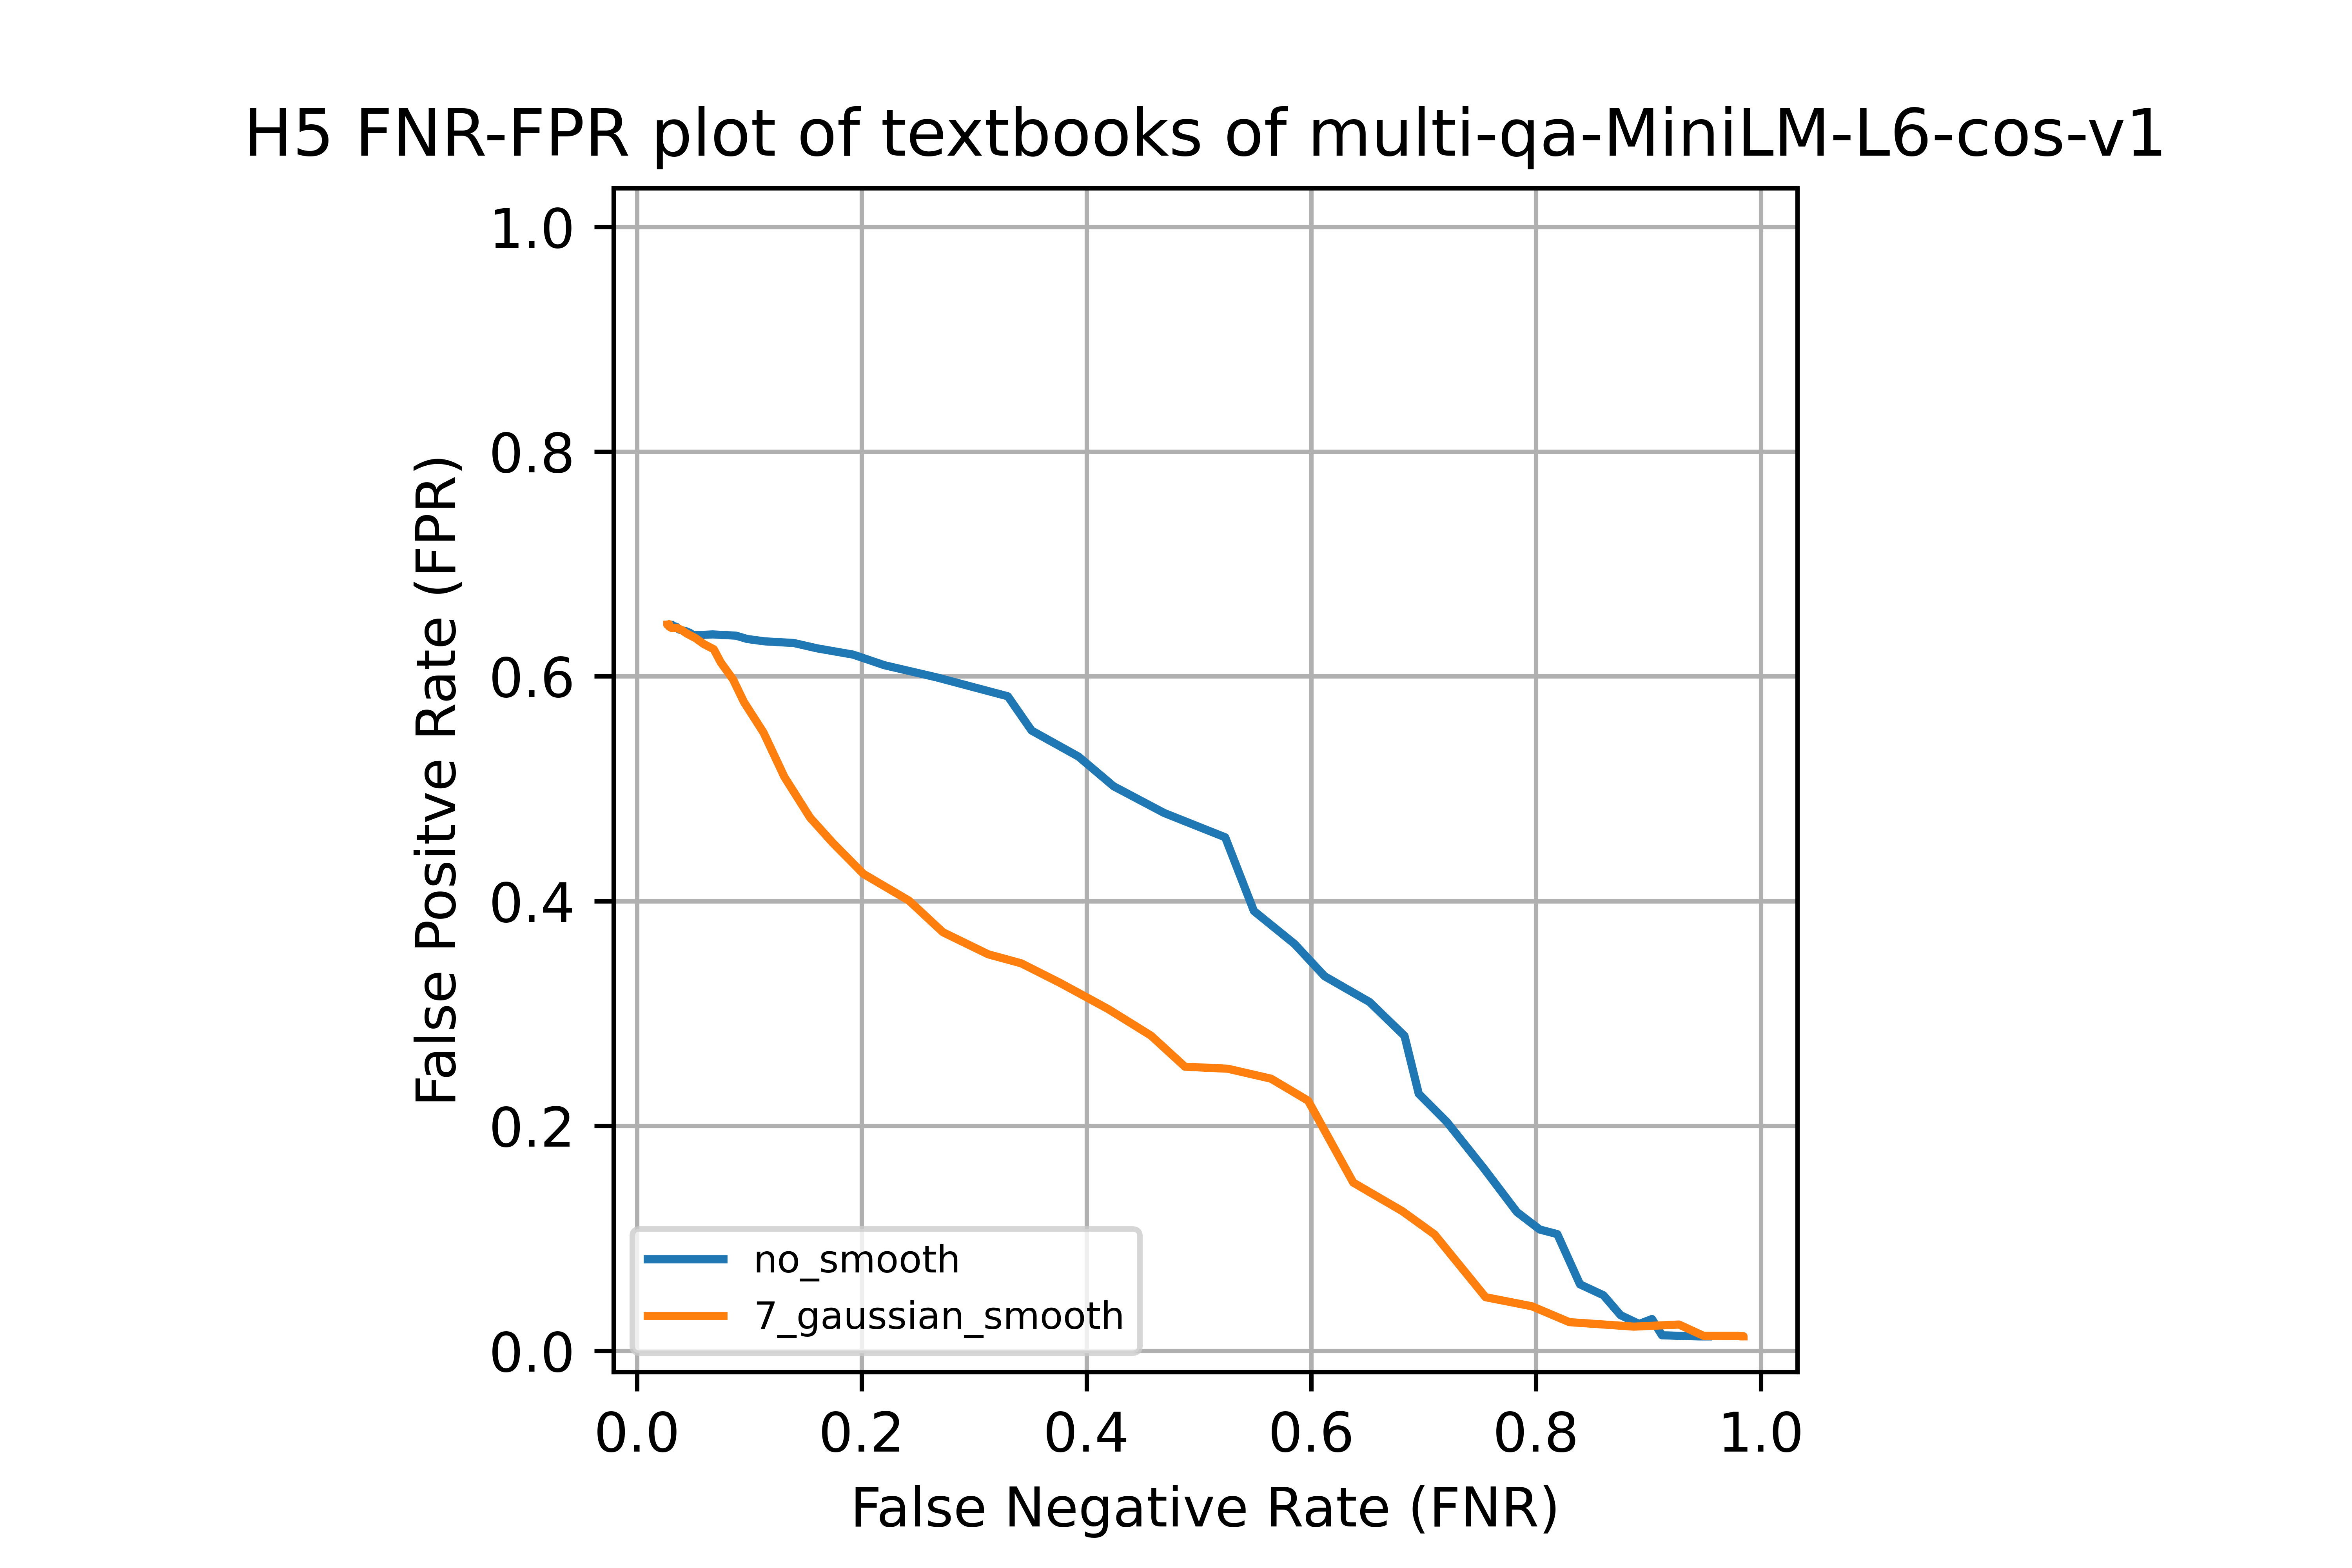 H5 FNR-FPR plot of textbooks of multi-qa-MiniLM-L6-cos-v1
False Positve Rate (FPR)
1.0
0.8
0.6
0.4
0.2
0.0
no_smooth
7_gaussian_smooth
0.0 0.2 0.4 0.6 0.8 1.0
False Negative Rate (FNR)